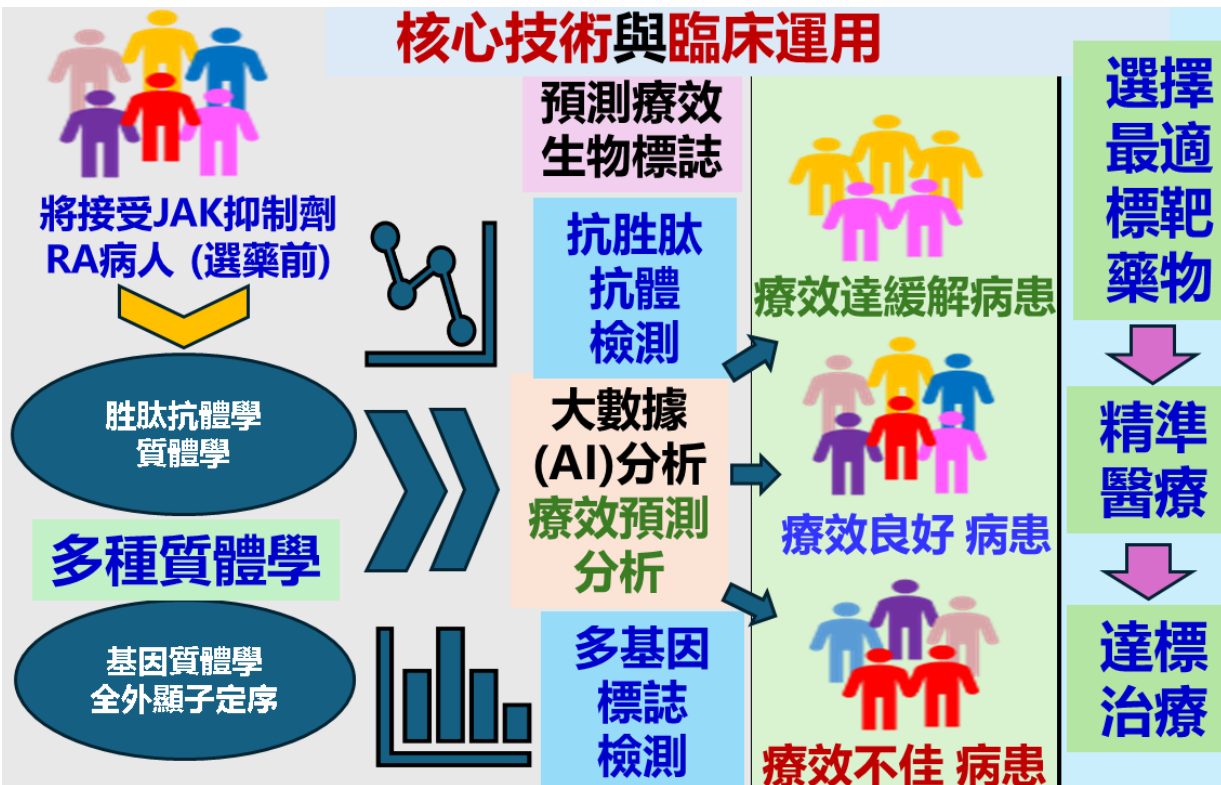 核心技術與臨床運用
將接受JAK抑制劑
RA病人 (選藥前)
胜肽抗體學
質體學
多種質體學
基因質體學
全外顯子定序
預測療效
生物標誌
抗胜肽
抗體
檢測
大數據
(AI)分析
療效預測
分析
多基因
標誌
檢測
療效達緩解病患
療效良好 病患
療效不佳 病患
選擇
最適
標靶
藥物
精準
醫療
達標
治療